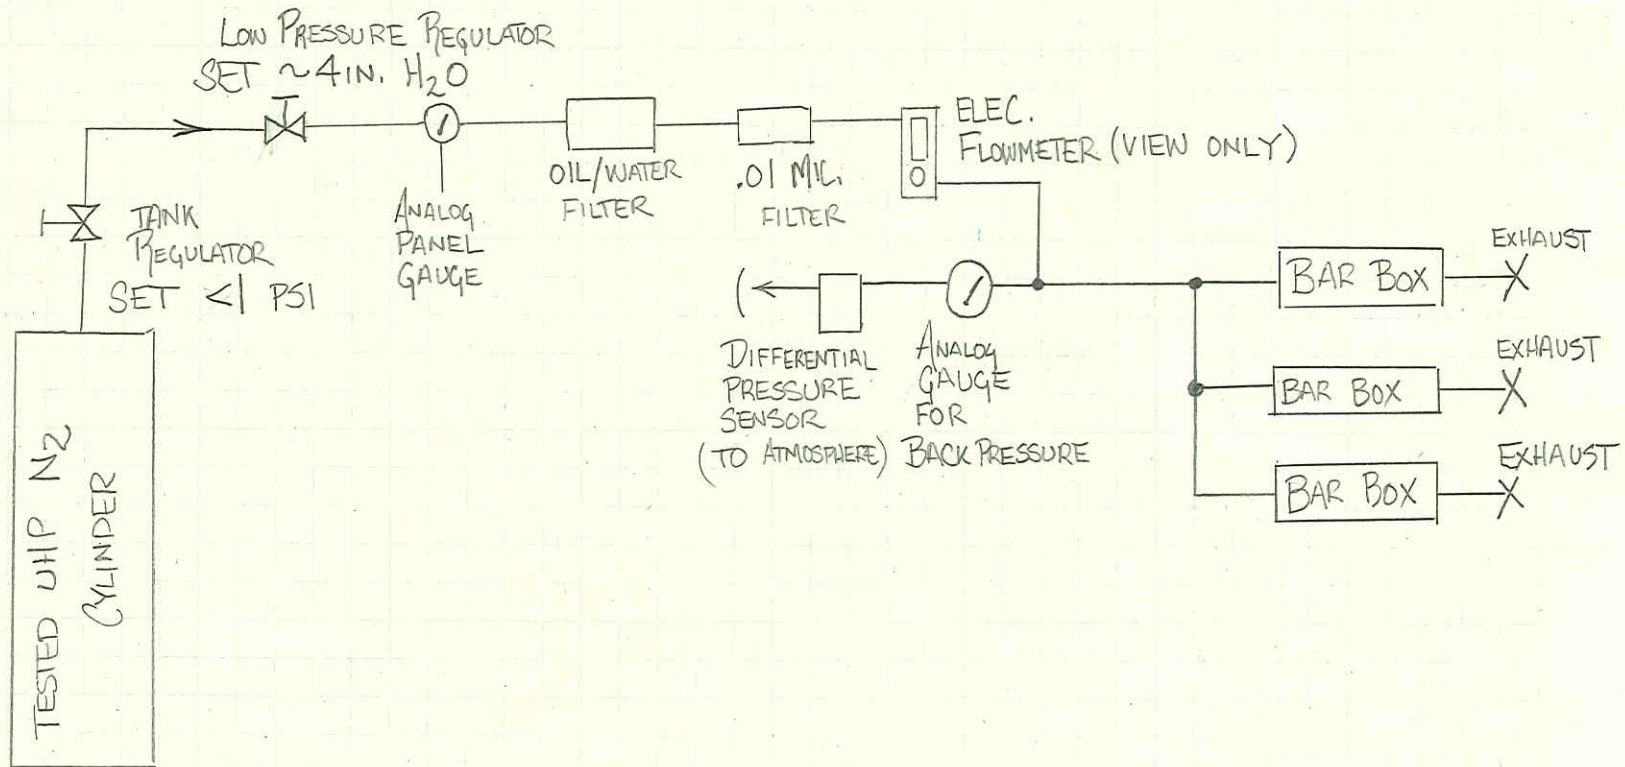 LOW PRESSURE REGULATOR
SET ~4IN. H2O
ELEC.
FLOWMETER (VIEW ONLY)
OIL/WATER
FILTER
.01 MIC.
FILTER
ANALOG
PANEL
GAUGE
TANK
REGULATOR
SET <1 PSI
TESTED UHP N2
CYLINDER
DIFFERENTIAL
PRESSURE
SENSOR
(TO ATMOSPHERE)
ANALOG
GAUGE
FOR
BACK PRESSURE
BAR BOX
EXHAUST
BAR BOX
EXHAUST
BAR BOX
EXHAUST